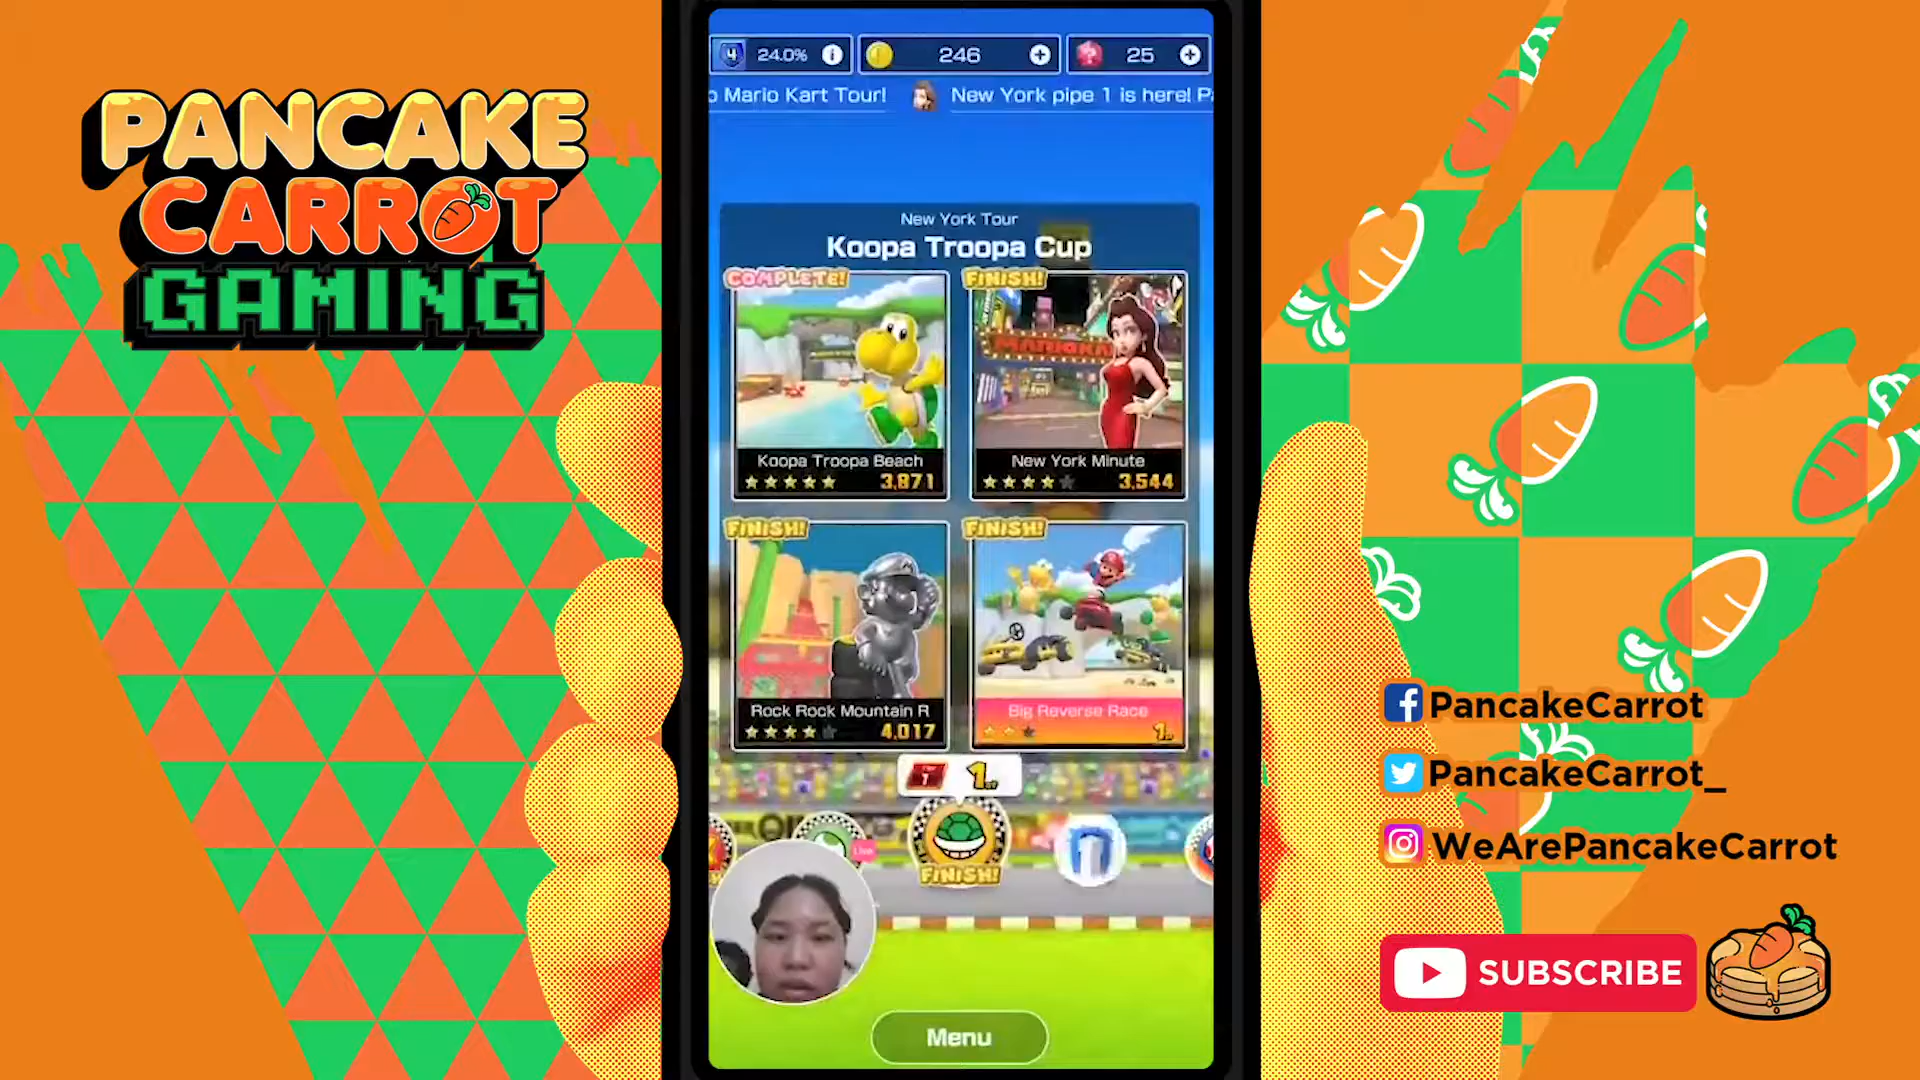 PANCAKE
CARROT
GAMING
4 24.0% i
246 +
25 +
o Mario Kart Tour!
New York pipe 1 is here! P
New York Tour
Koopa Troopa Cup
COMPLETE!
Koopa Troopa Beach
3,871
FINISH!
New York Minute
3,544
FINISH!
Rock Rock Mountain R
4,017
FINISH!
Big Reverse Race
1st
1st
Live
FINISH!
Menu
PancakeCarrot
PancakeCarrot_
WeArePancakeCarrot
SUBSCRIBE